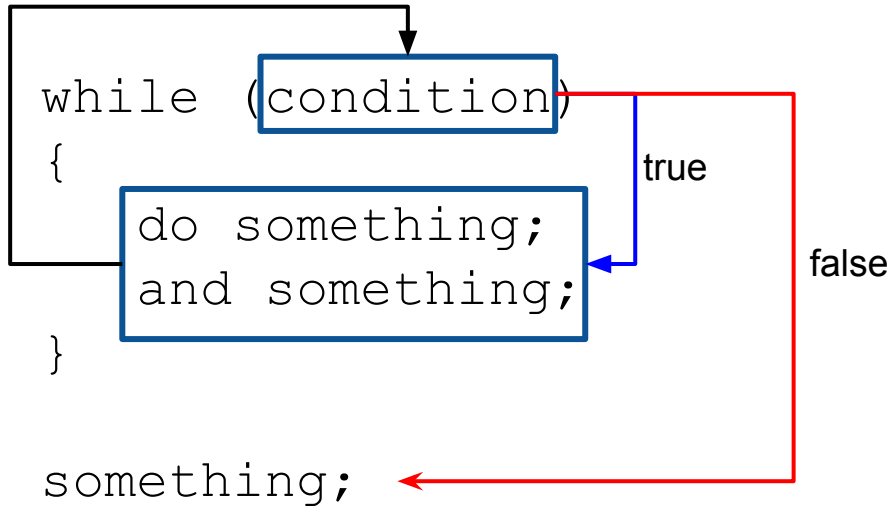 while (condition)
{
true
do something;
false
and something;
}
something;